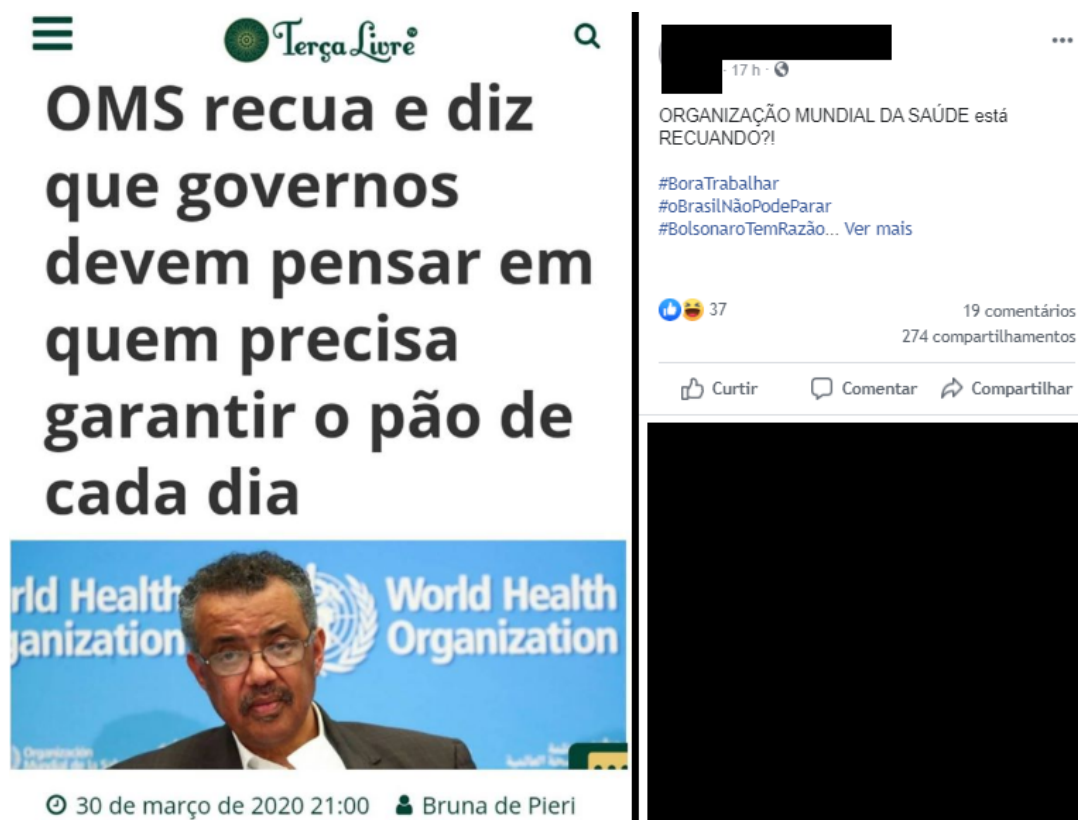 Terça Livre
OMS recua e diz
que governos
devem pensar em
quem precisa
garantir o pão de
cada dia
rld Health
ganization
World Health
Organization
Organización
30 de março de 2020 21:00 Bruna de Pieri
17 h ·
ORGANIZAÇÃO MUNDIAL DA SAÚDE está
RECUANDO?!
#BoraTrabalhar
#oBrasilNãoPodeParar
#BolsonaroTemRazão... Ver mais
37 19 comentários
274 compartilhamentos
Curtir Comentar Compartilhar